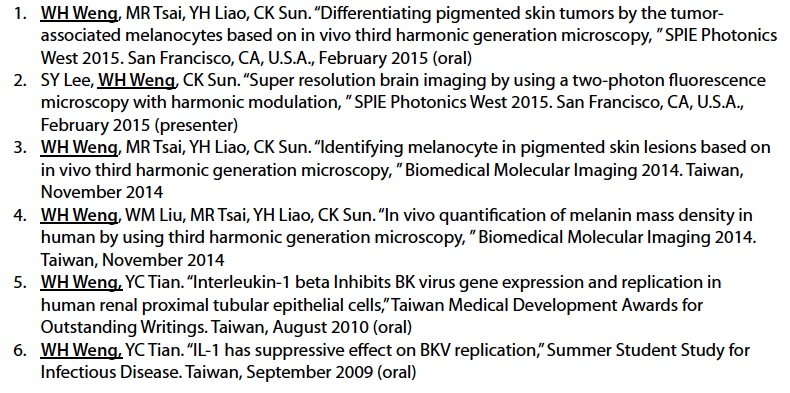 1. WH Weng, MR Tsai, YH Liao, CK Sun. “Differentiating pigmented skin tumors by the tumor-
associated melanocytes based on in vivo third harmonic generation microscopy, ” SPIE Photonics
West 2015. San Francisco, CA, U.S.A., February 2015 (oral)
2. SY Lee, WH Weng, CK Sun. “Super resolution brain imaging by using a two-photon fluorescence
microscopy with harmonic modulation, ” SPIE Photonics West 2015. San Francisco, CA, U.S.A.,
February 2015 (presenter)
3. WH Weng, MR Tsai, YH Liao, CK Sun. “Identifying melanocyte in pigmented skin lesions based on
in vivo third harmonic generation microscopy, ” Biomedical Molecular Imaging 2014. Taiwan,
November 2014
4. WH Weng, WM Liu, MR Tsai, YH Liao, CK Sun. “In vivo quantification of melanin mass density in
human by using third harmonic generation microscopy, ” Biomedical Molecular Imaging 2014.
Taiwan, November 2014
5. WH Weng, YC Tian. “Interleukin-1 beta Inhibits BK virus gene expression and replication in
human renal proximal tubular epithelial cells,” Taiwan Medical Development Awards for
Outstanding Writings. Taiwan, August 2010 (oral)
6. WH Weng, YC Tian. “IL-1 has suppressive effect on BKV replication,” Summer Student Study for
Infectious Disease. Taiwan, September 2009 (oral)